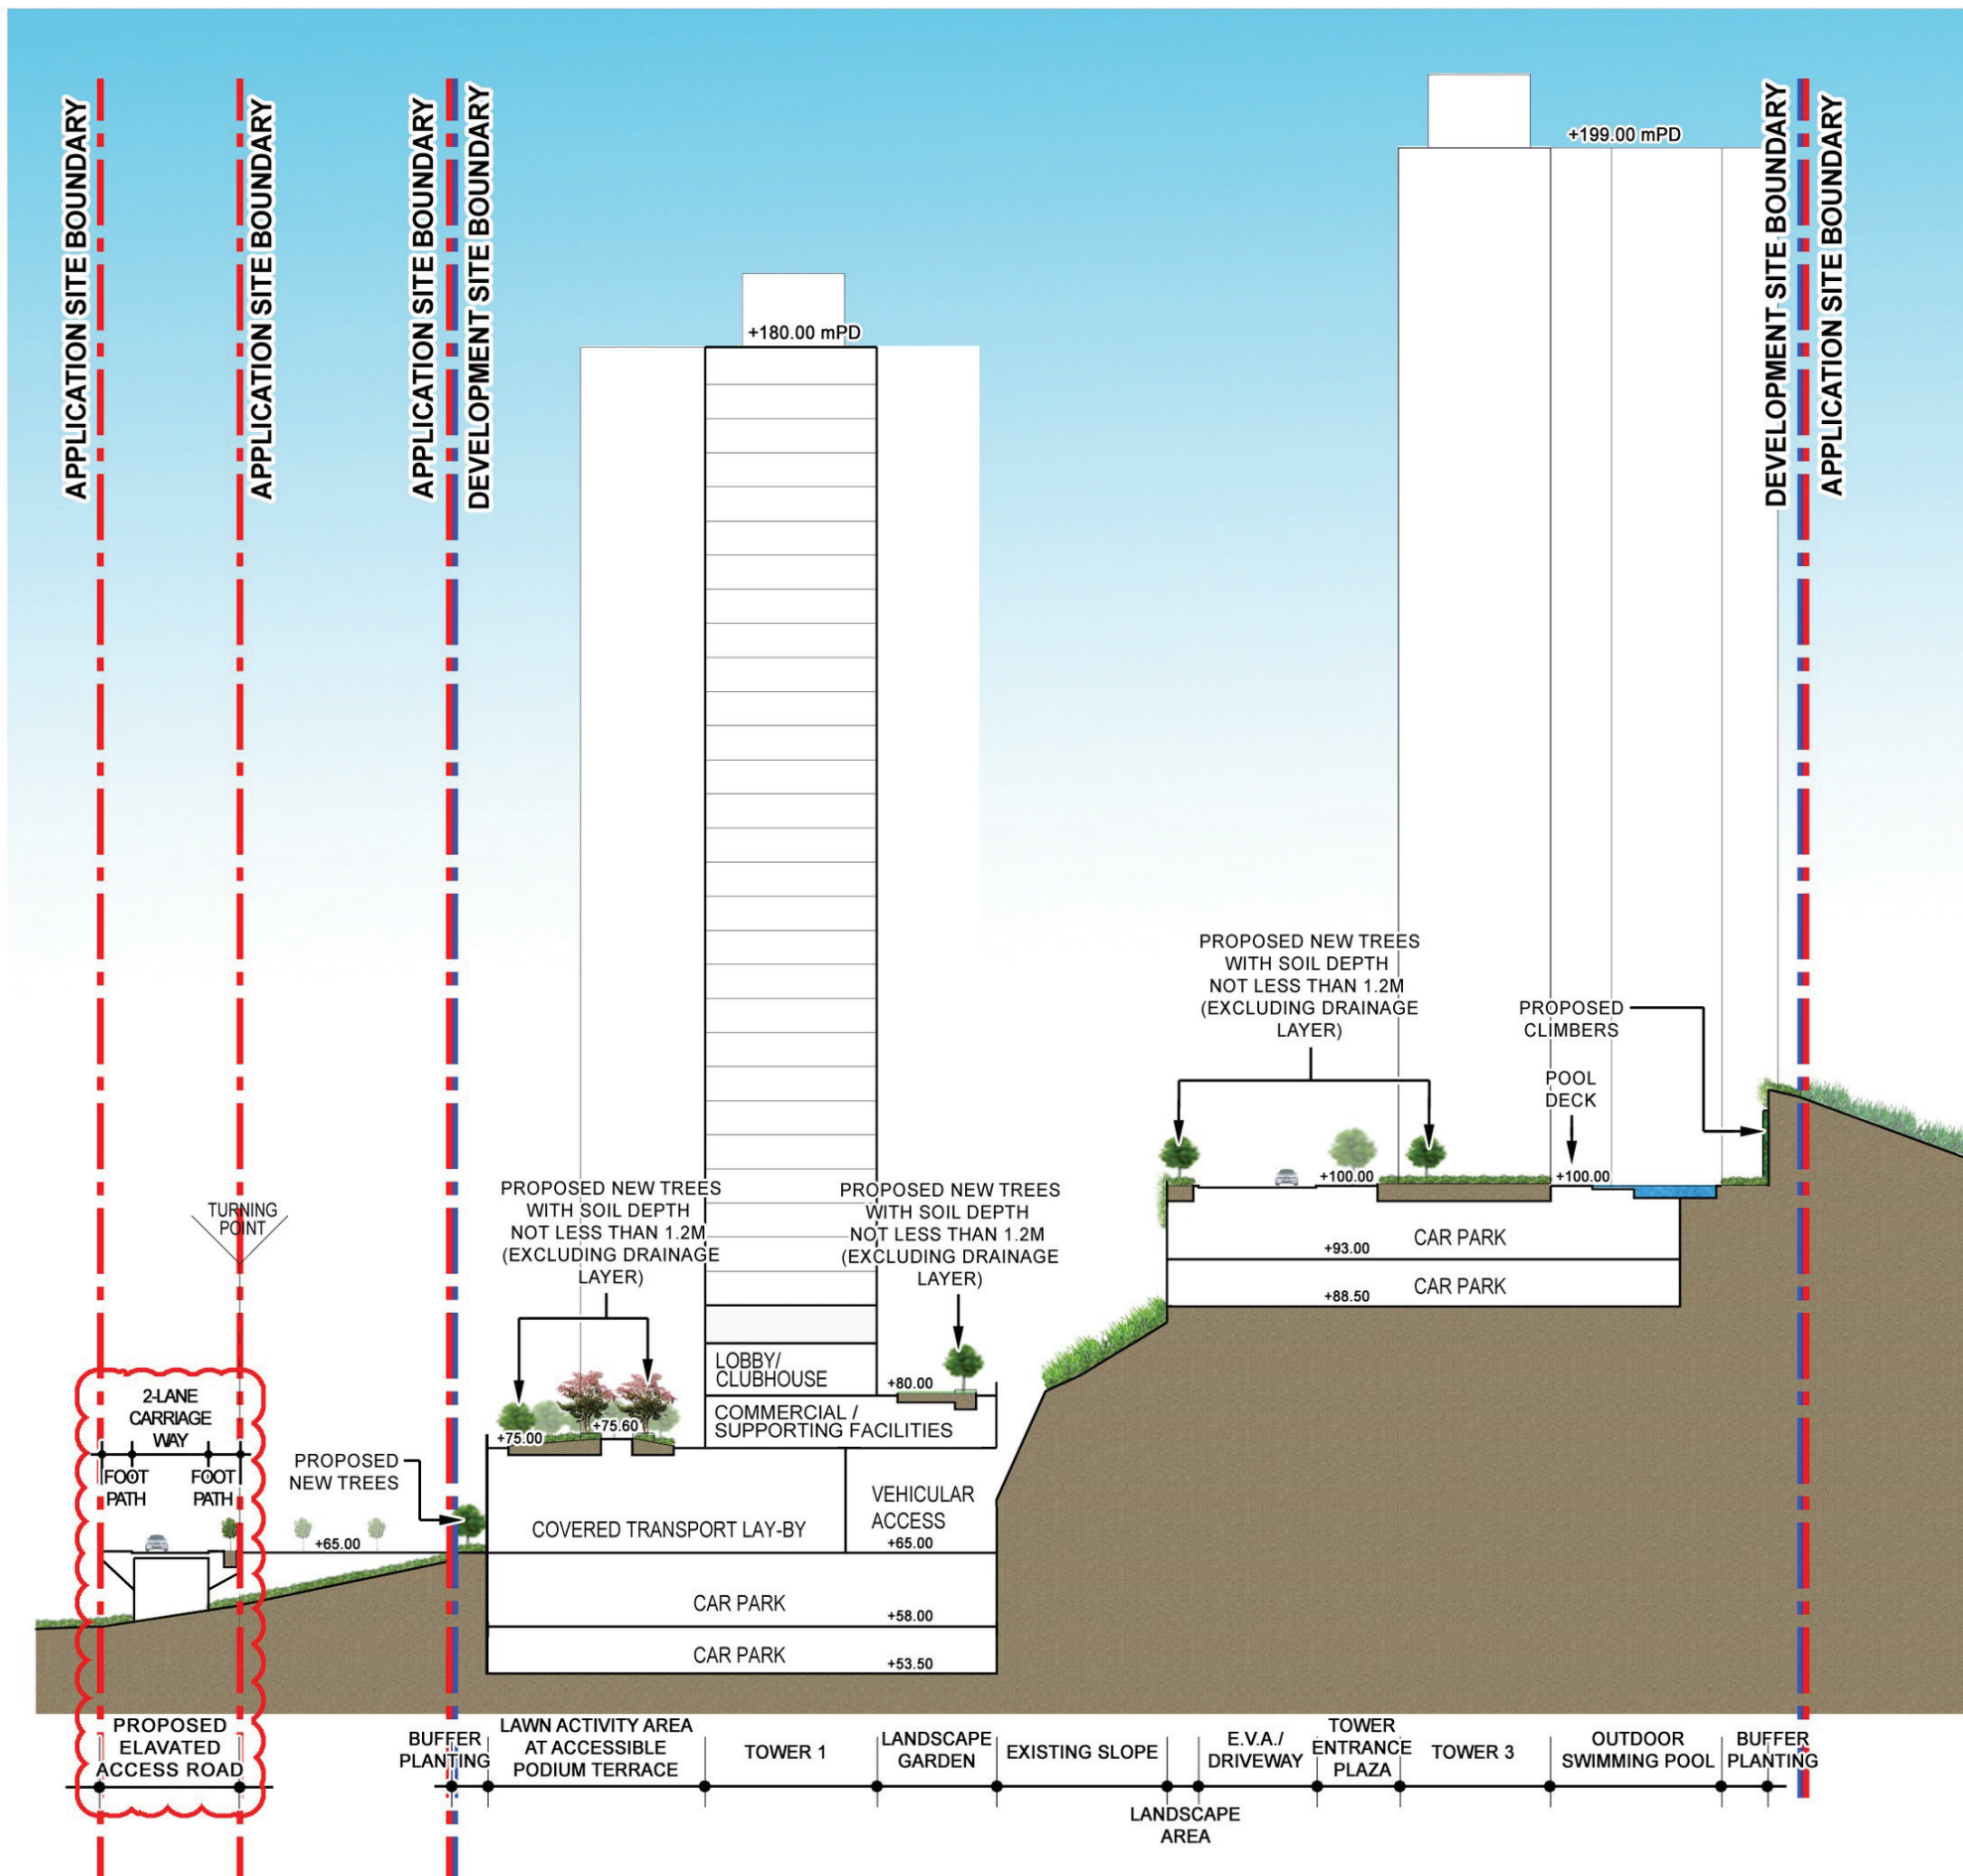 APPLICATION SITE BOUNDARY
APPLICATION SITE BOUNDARY
APPLICATION SITE BOUNDARY
DEVELOPMENT SITE BOUNDARY
DEVELOPMENT SITE BOUNDARY
APPLICATION SITE BOUNDARY
+199.00 mPD
+180.00 mPD
PROPOSED NEW TREES
WITH SOIL DEPTH
NOT LESS THAN 1.2M
(EXCLUDING DRAINAGE
LAYER)
PROPOSED
CLIMBERS
POOL
DECK
+100.00
+100.00
CAR PARK
+93.00
CAR PARK
+88.50
TURNING
POINT
PROPOSED NEW TREES
WITH SOIL DEPTH
NOT LESS THAN 1.2M
(EXCLUDING DRAINAGE
LAYER)
PROPOSED NEW TREES
WITH SOIL DEPTH
NOT LESS THAN 1.2M
(EXCLUDING DRAINAGE
LAYER)
LOBBY/
CLUBHOUSE
+80.00
COMMERCIAL /
SUPPORTING FACILITIES
+75.00
+75.60
2-LANE
CARRIAGE
WAY
FOOT
PATH
FOOT
PATH
PROPOSED
NEW TREES
+65.00
COVERED TRANSPORT LAY-BY
VEHICULAR
ACCESS
+65.00
CAR PARK
+58.00
CAR PARK
+53.50
PROPOSED
ELAVATED
ACCESS ROAD
BUFFER
PLANTING
LAWN ACTIVITY AREA
AT ACCESSIBLE
PODIUM TERRACE
TOWER 1
LANDSCAPE
GARDEN
EXISTING SLOPE
LANDSCAPE
AREA
E.V.A./
DRIVEWAY
TOWER
ENTRANCE
PLAZA
TOWER 3
OUTDOOR
SWIMMING POOL
BUFFER
PLANTING